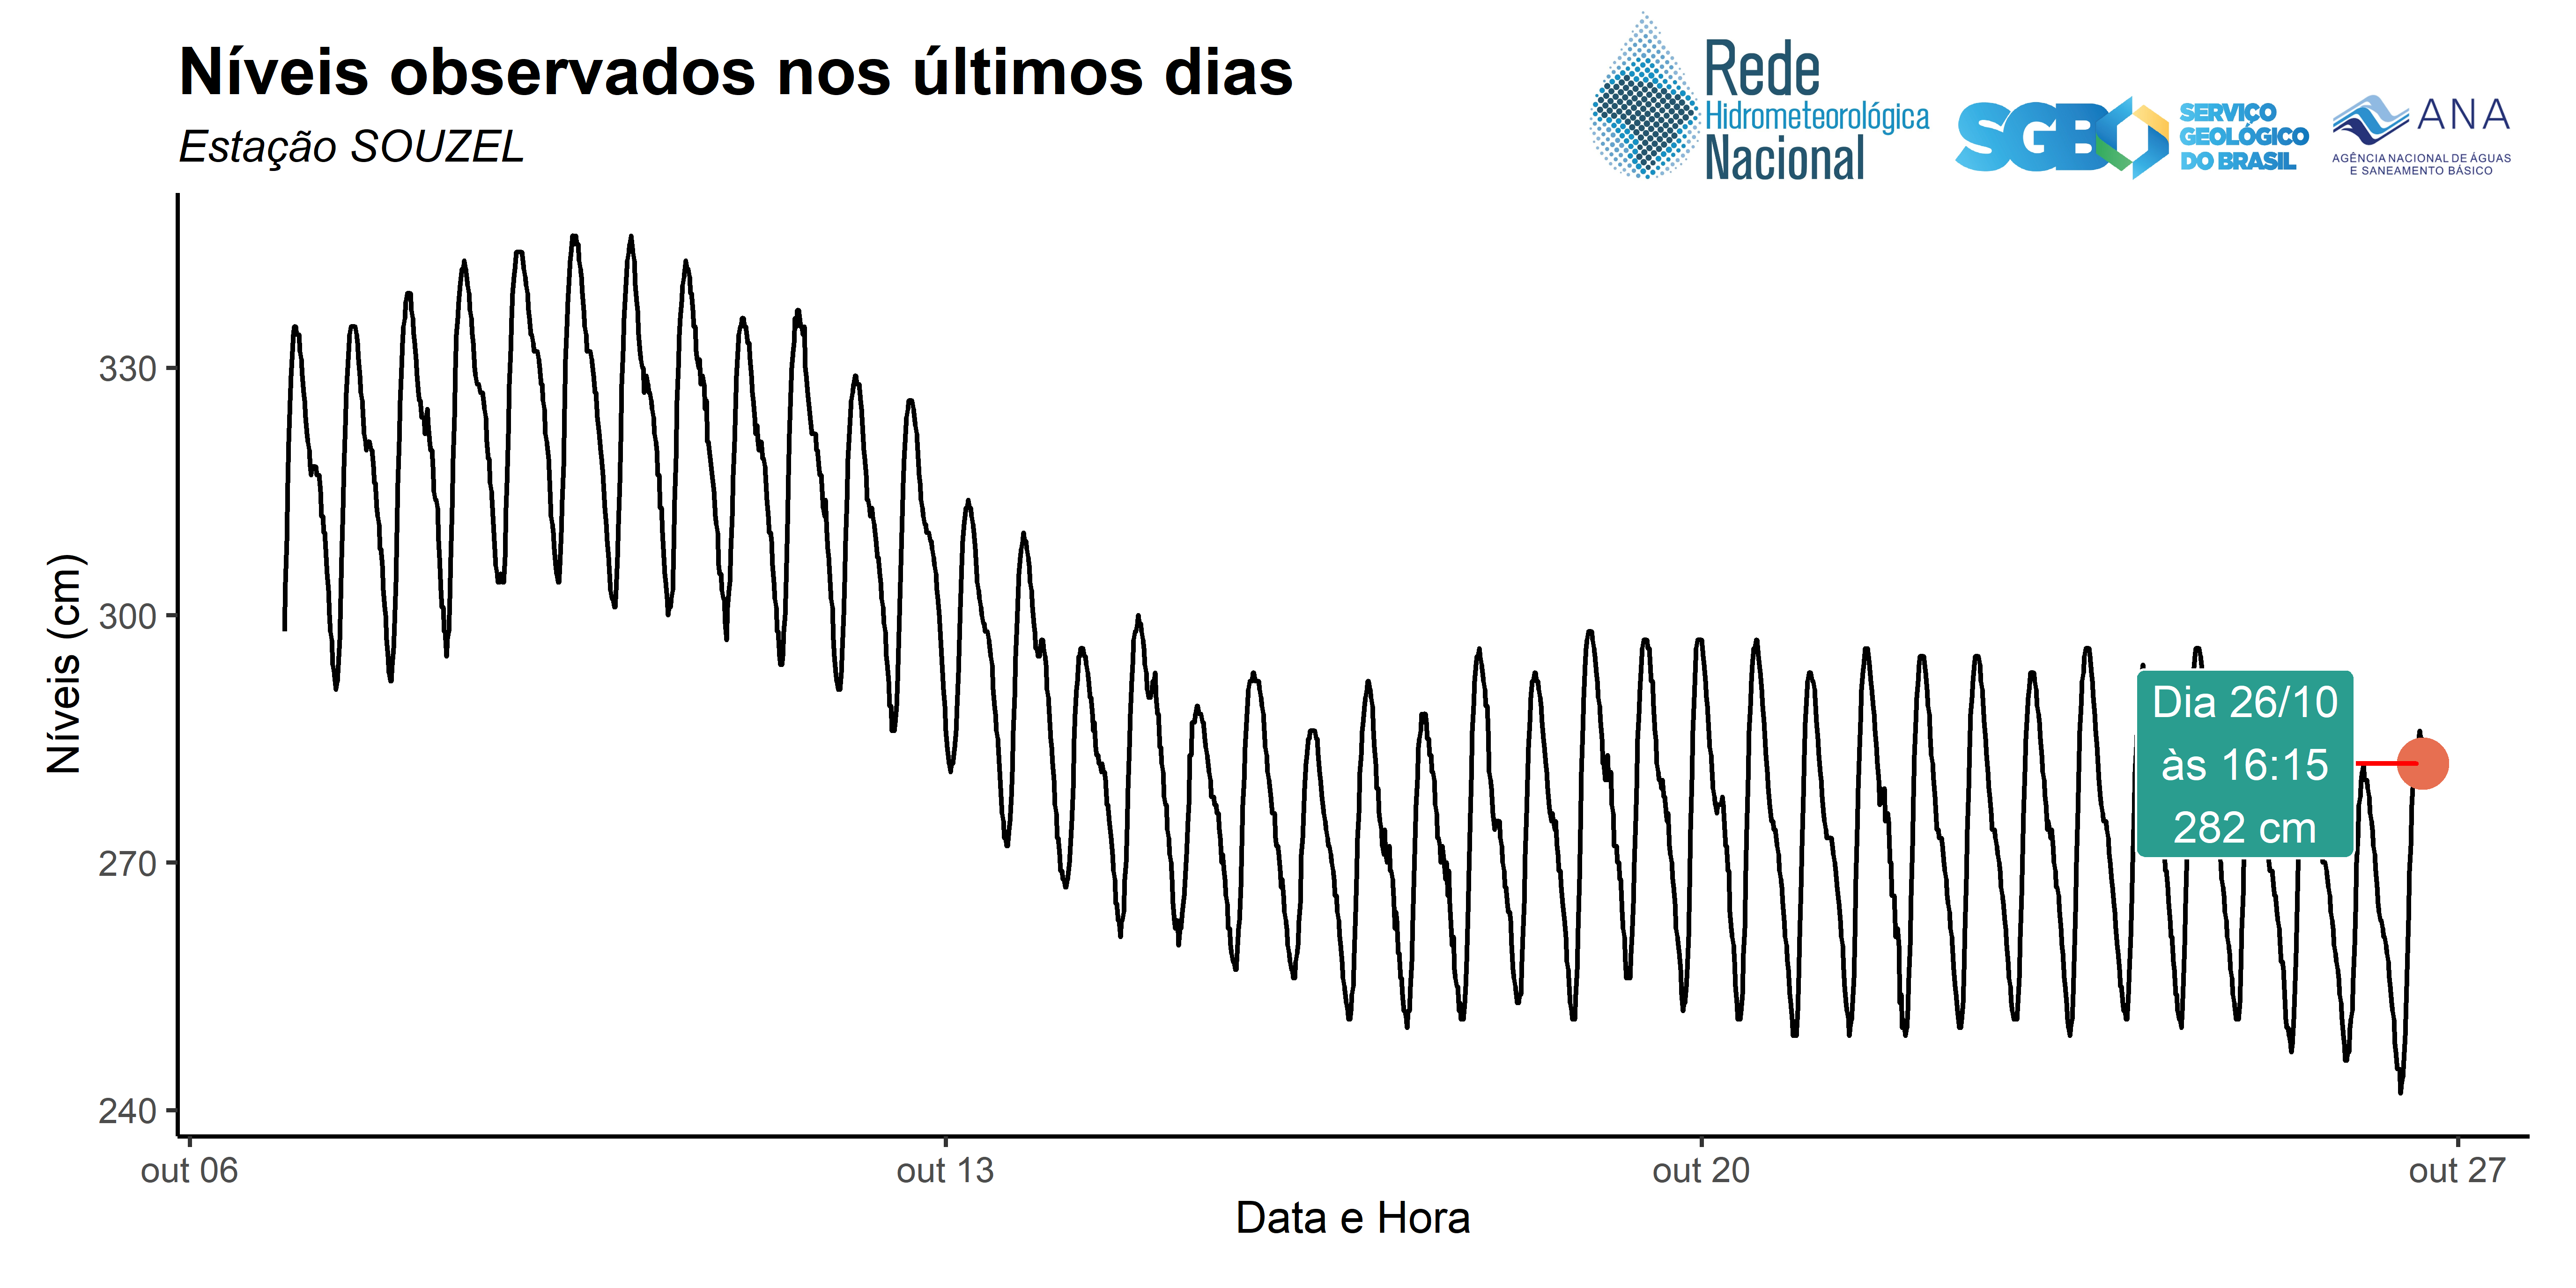 Níveis observados nos últimos dias
Estação SOUZEL
Rede
Hidrometeorológica
Nacional
SGB
SERVIÇO
GEOLÓGICO
DO BRASIL
ANA
AGÊNCIA NACIONAL DE ÁGUAS
E SANEAMENTO BÁSICO
Níveis (cm)
330
300
270
240
Dia 26/10
às 16:15
282 cm
out 06
out 13
out 20
out 27
Data e Hora